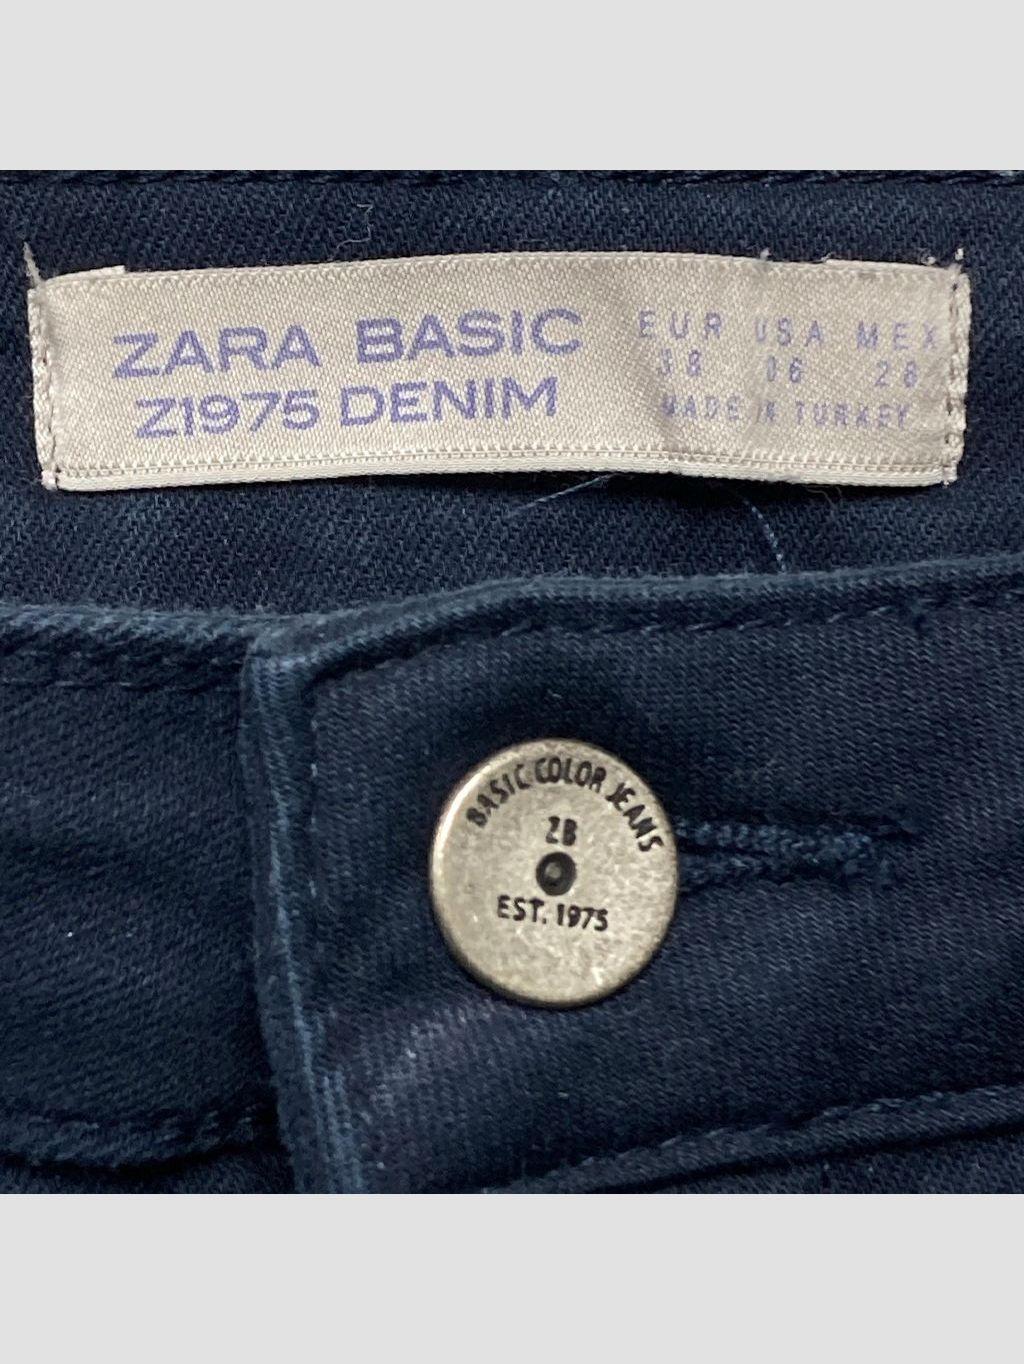 ZARA BASIC
Z1975 DENIM
EUR USA MEX
38 06 28
MADE IN TURKEY
BASIC COLOR JEANS
ZB
EST. 1975